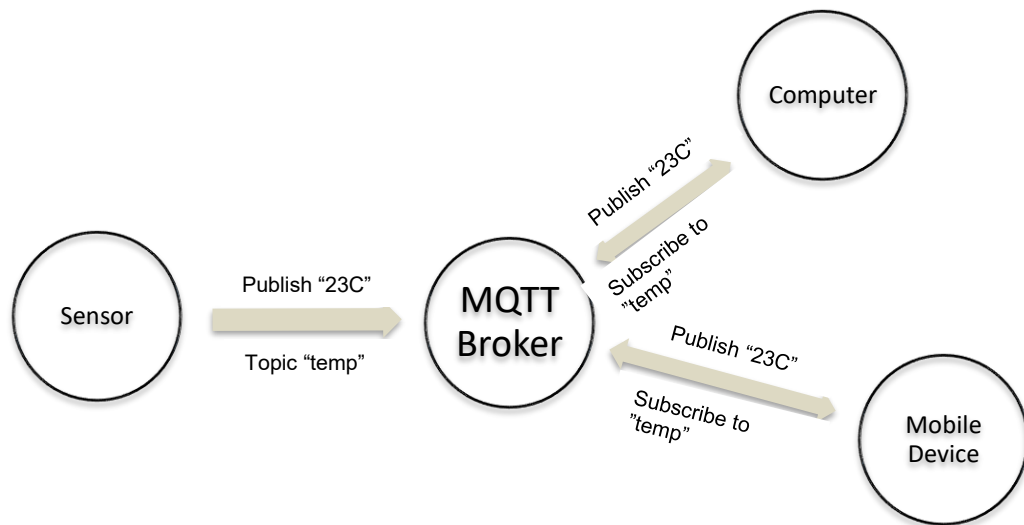 Computer
Publish “23C”
Subscribe to
”temp”
Publish “23C”
Topic “temp”
Sensor
MQTT
Broker
Publish “23C”
Subscribe to
”temp”
Mobile
Device